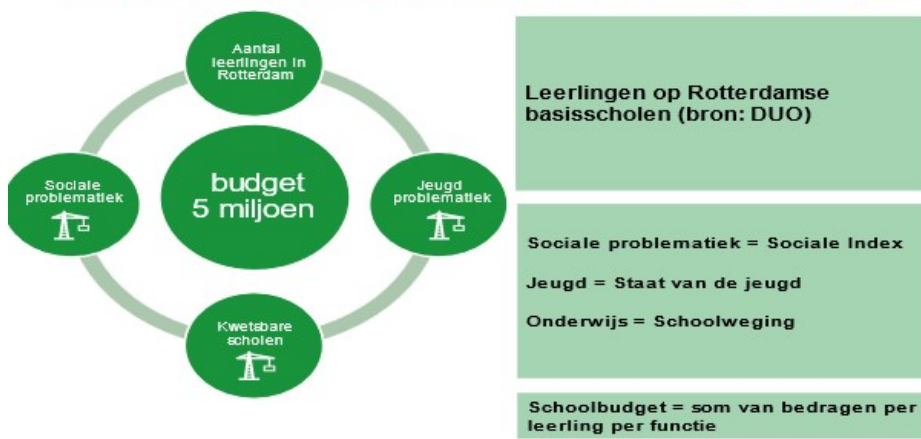 Aantal
leerlingen in
Rotterdam
Sociale
problematiek
budget
5 miljoen
Jeugd
problematiek
Kwetsbare
scholen
Leerlingen op Rotterdamse
basisscholen (bron: DUO)
Sociale problematiek = Sociale Index
Jeugd = Staat van de jeugd
Onderwijs = Schoolweging
Schoolbudget = som van bedragen per
leerling per functie